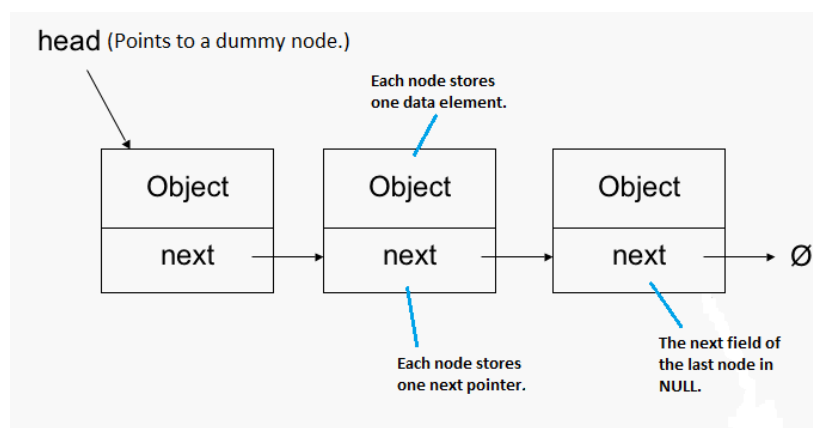 head (Points to a dummy node.)
Each node stores
one data element.
Object
Object
Object
next
next
next
Ø
Each node stores
one next pointer.
The next field of
the last node in
NULL.